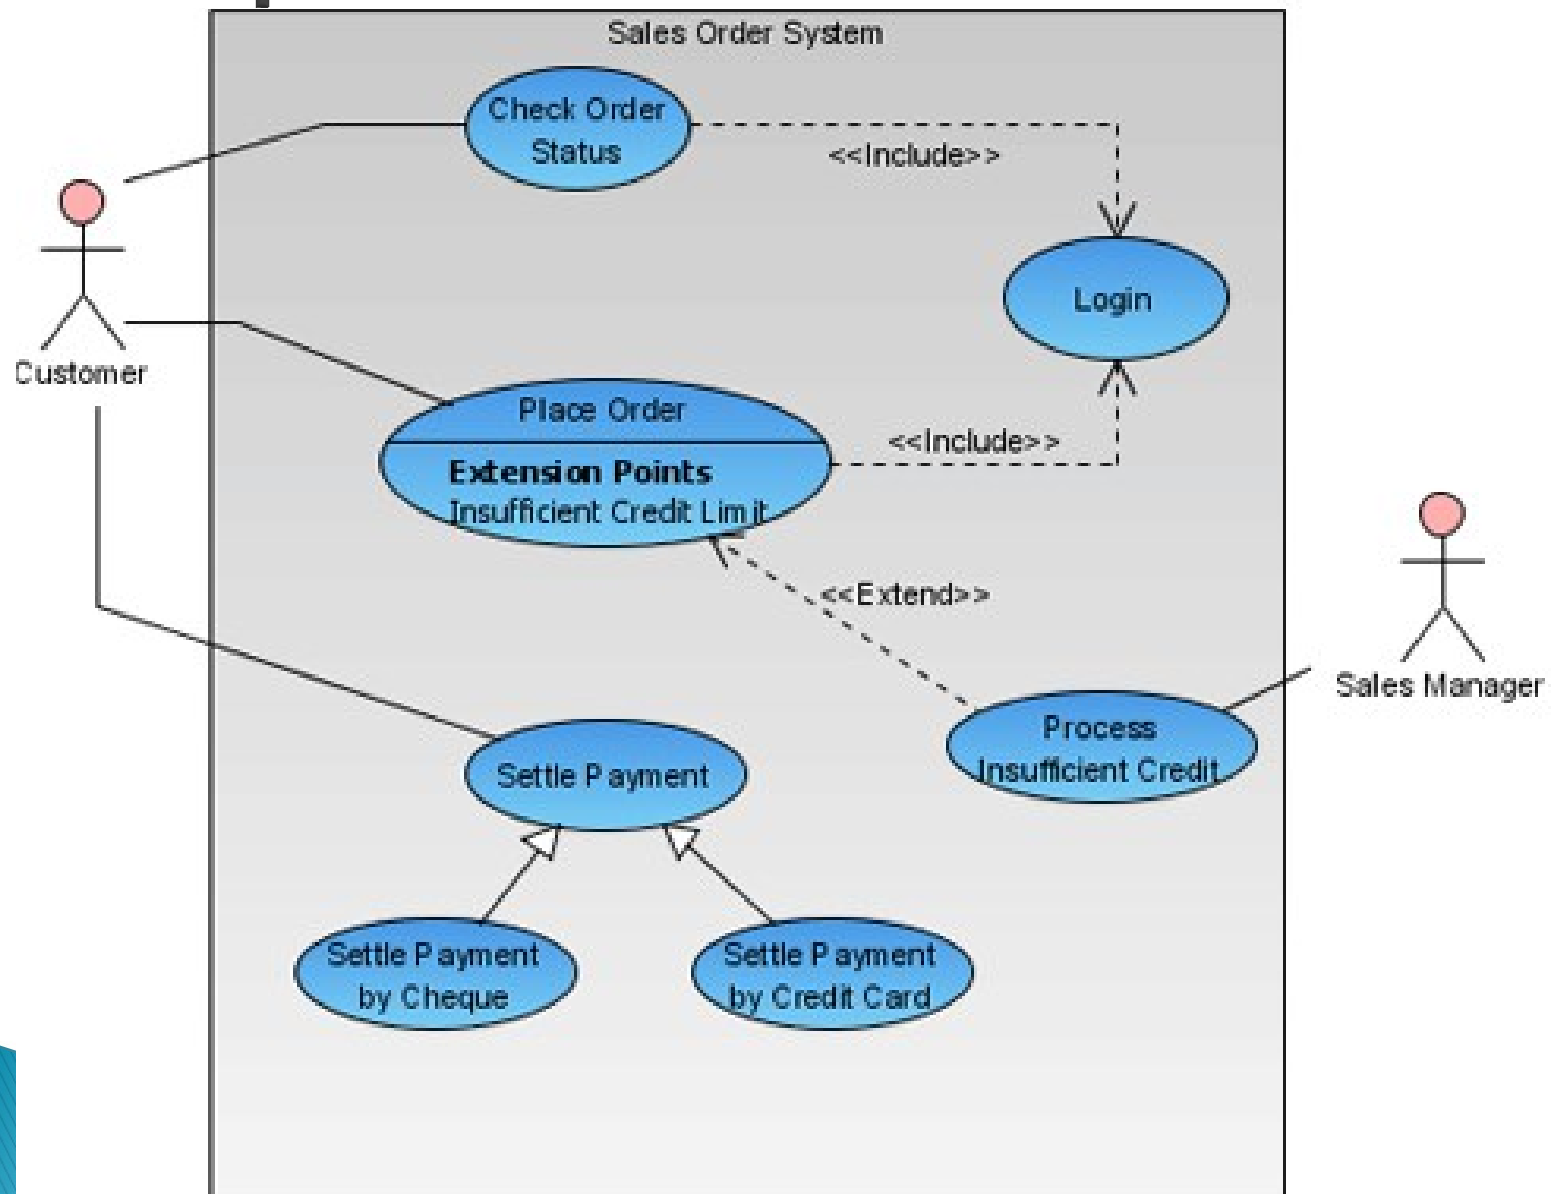 Sales Order System
Check Order
Status
<<Include>>
Login
Customer
Place Order
<<Include>>
Extension Points
Insufficient Credit Limit
<<Extend>>
Sales Manager
Process
Insufficient Credit
Settle Payment
Settle Payment
by Cheque
Settle Payment
by Credit Card